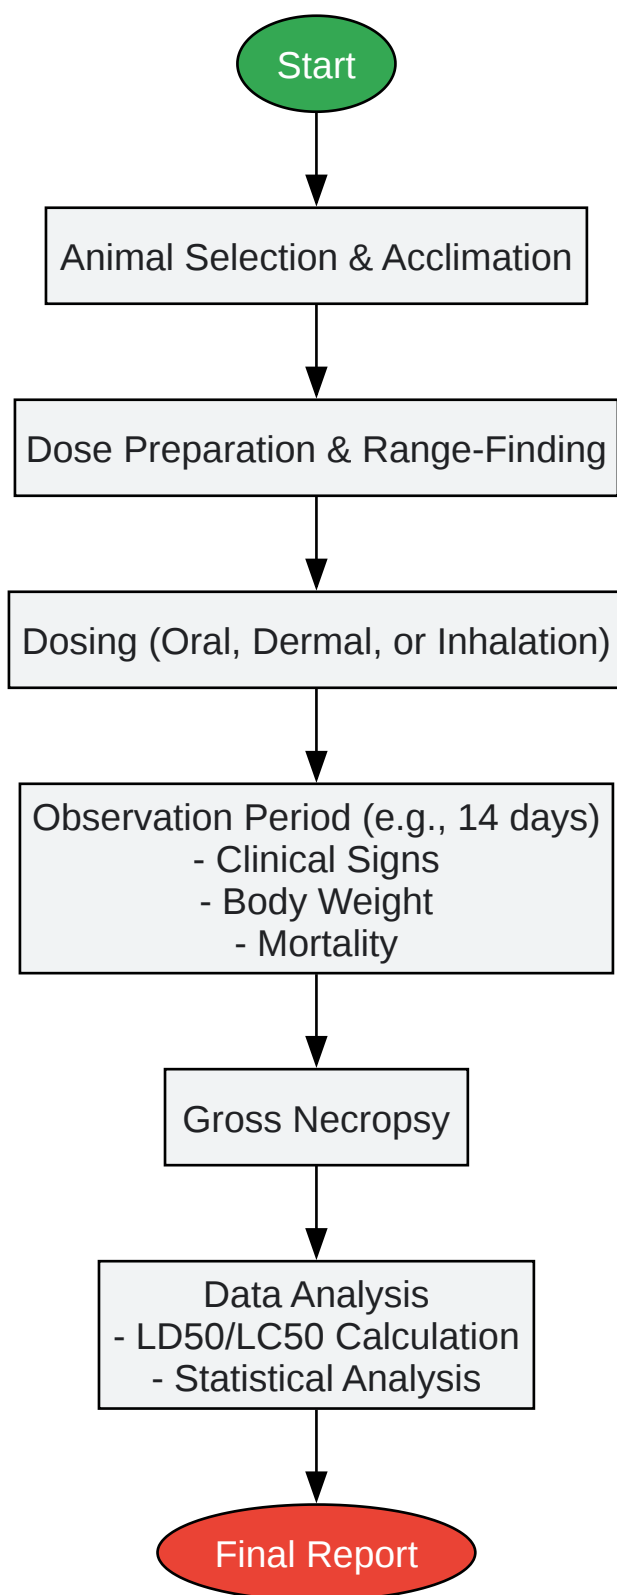 Start
Animal Selection & Acclimation
Dose Preparation & Range-Finding
Dosing (Oral, Dermal, or Inhalation)
Observation Period (e.g., 14 days)
- Clinical Signs
- Body Weight
- Mortality
Gross Necropsy
Data Analysis
- LD50/LC50 Calculation
- Statistical Analysis
Final Report